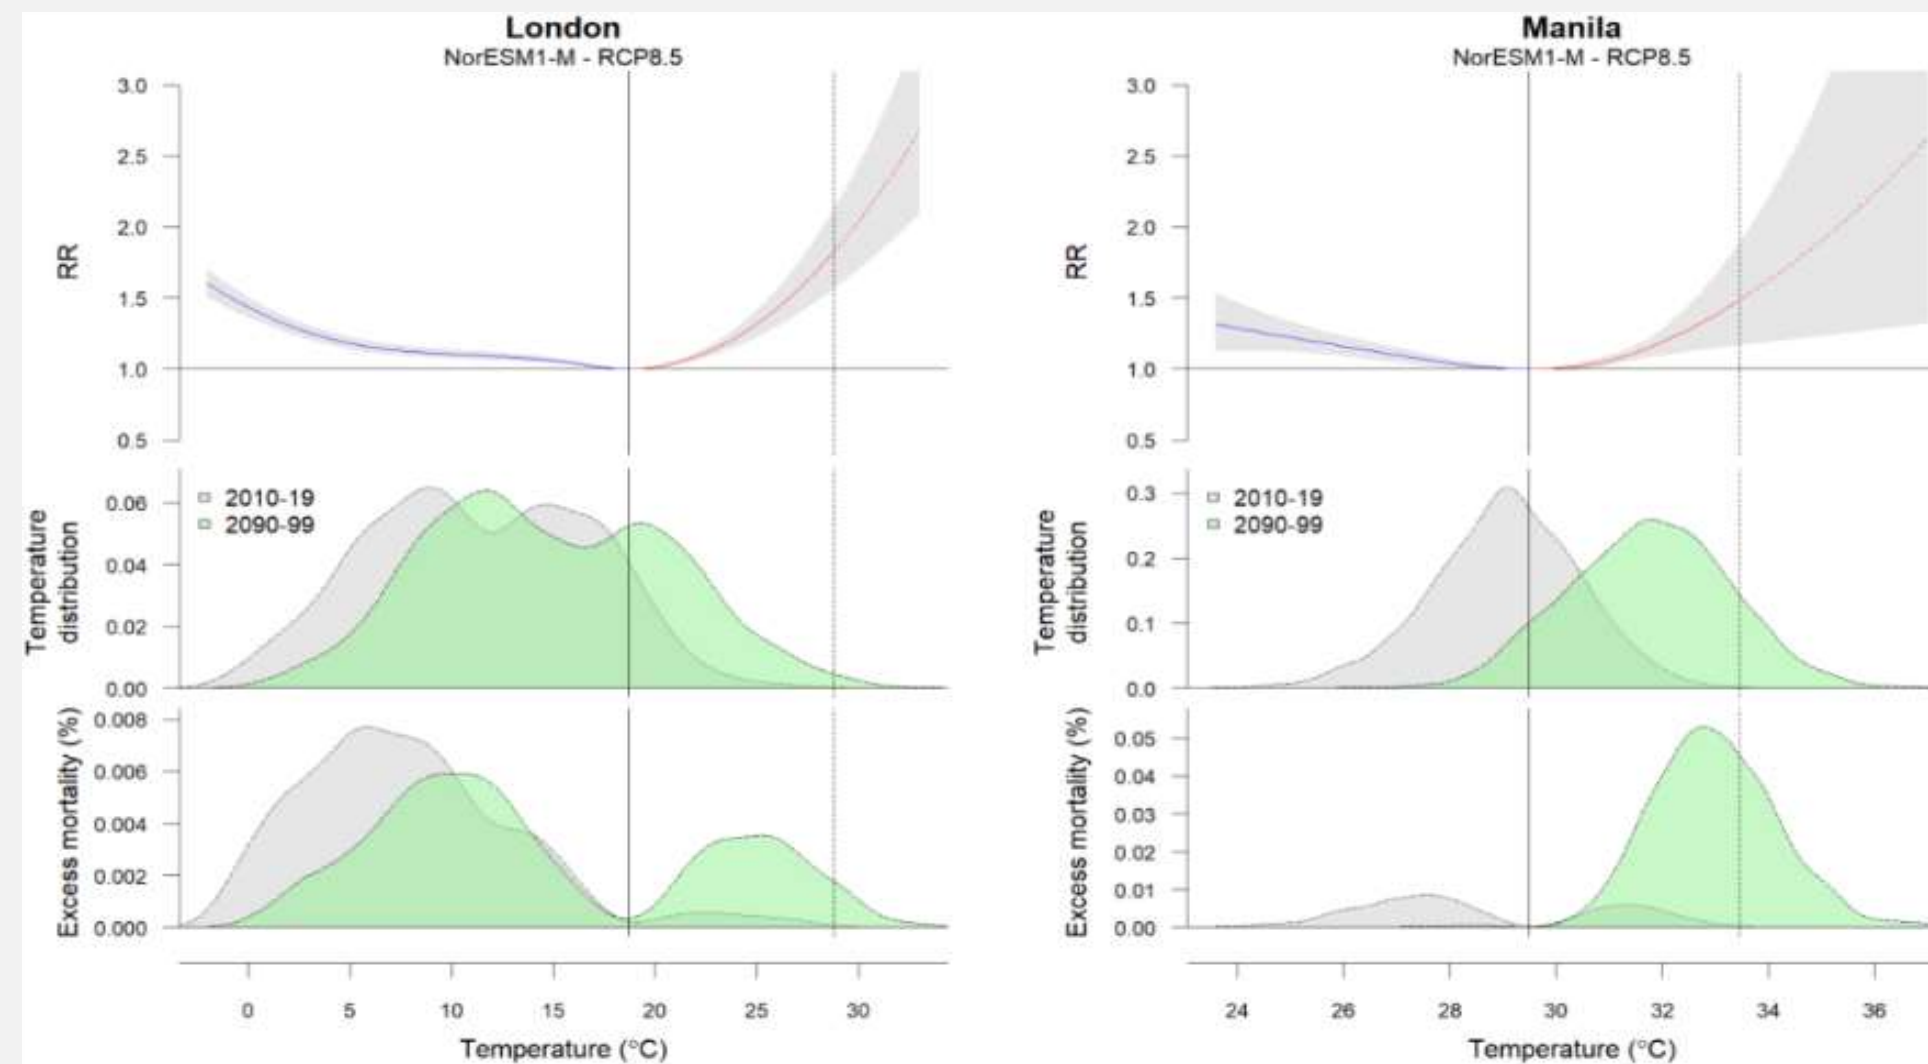 London
NorESM1-M - RCP8.5
3.0
2.5
2.0
1.5
1.0
0.5
RR
2010-19
2090-99
0.06
0.04
0.02
0.00
Temperature
distribution
0.008
0.006
0.004
0.002
0.000
Excess mortality (%)
0 5 10 15 20 25 30
Temperature (°C)
Manila
NorESM1-M - RCP8.5
3.0
2.5
2.0
1.5
1.0
0.5
RR
2010-19
2090-99
0.3
0.2
0.1
0.0
Temperature
distribution
0.05
0.04
0.03
0.02
0.01
0.00
Excess mortality (%)
24 26 28 30 32 34 36
Temperature (°C)